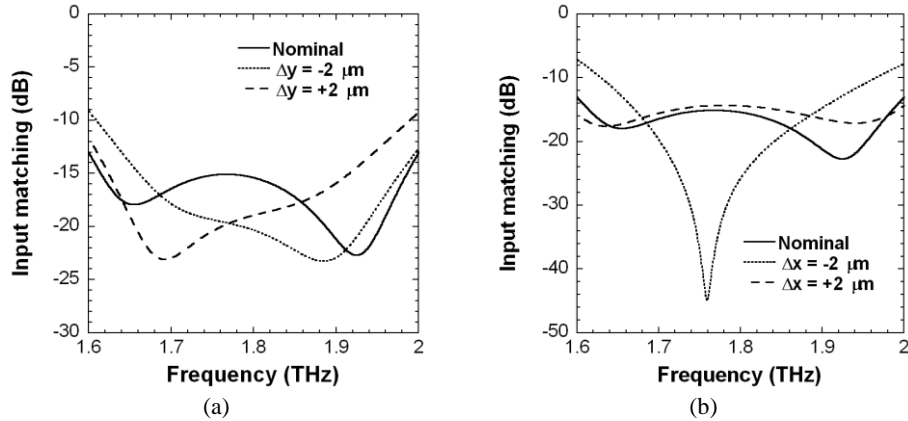 0
-5
-10
-15
-20
-25
-30
Input matching (dB)
Nominal
Δy = -2 μm
Δy = +2 μm
1.6 1.7 1.8 1.9 2
Frequency (THz)
(a)
0
-10
-20
-30
-40
-50
Input matching (dB)
Nominal
Δx = -2 μm
Δx = +2 μm
1.6 1.7 1.8 1.9 2
Frequency (THz)
(b)